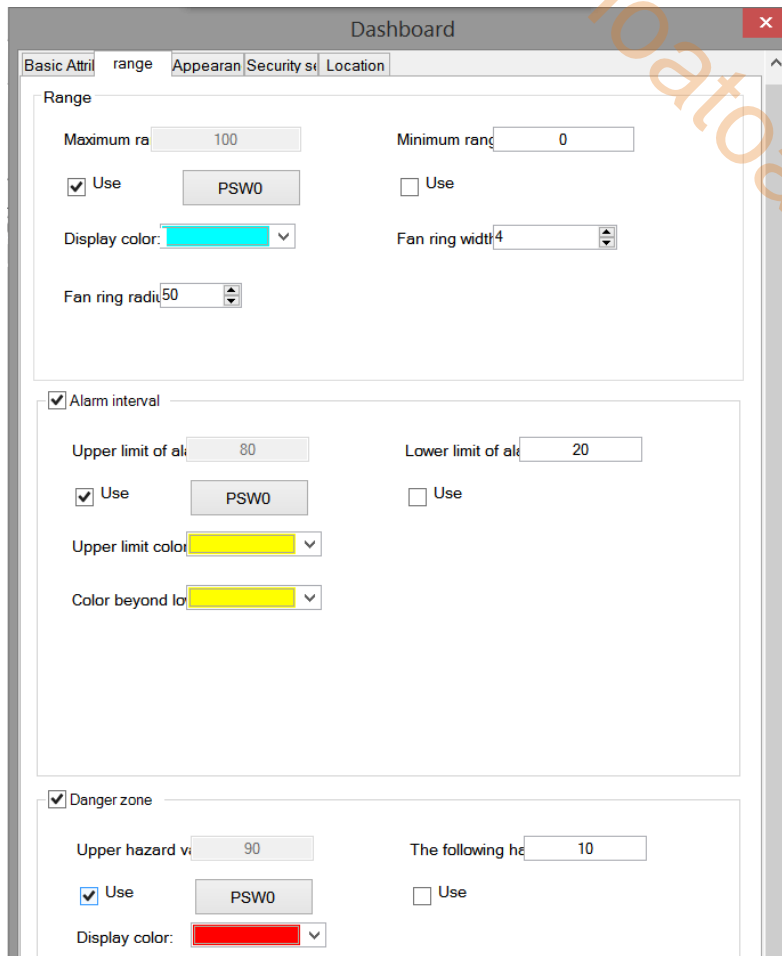 Dashboard
Basic Attril range Appearan Security se Location
Range
Maximum ra 100 Minimum rang 0
Use PSW0 Use
Display color: Fan ring width 4
Fan ring radiu 50
Alarm interval
Upper limit of ala 80 Lower limit of ala 20
Use PSW0 Use
Upper limit color
Color beyond lov
Danger zone
Upper hazard va 90 The following ha 10
Use PSW0 Use
Display color: